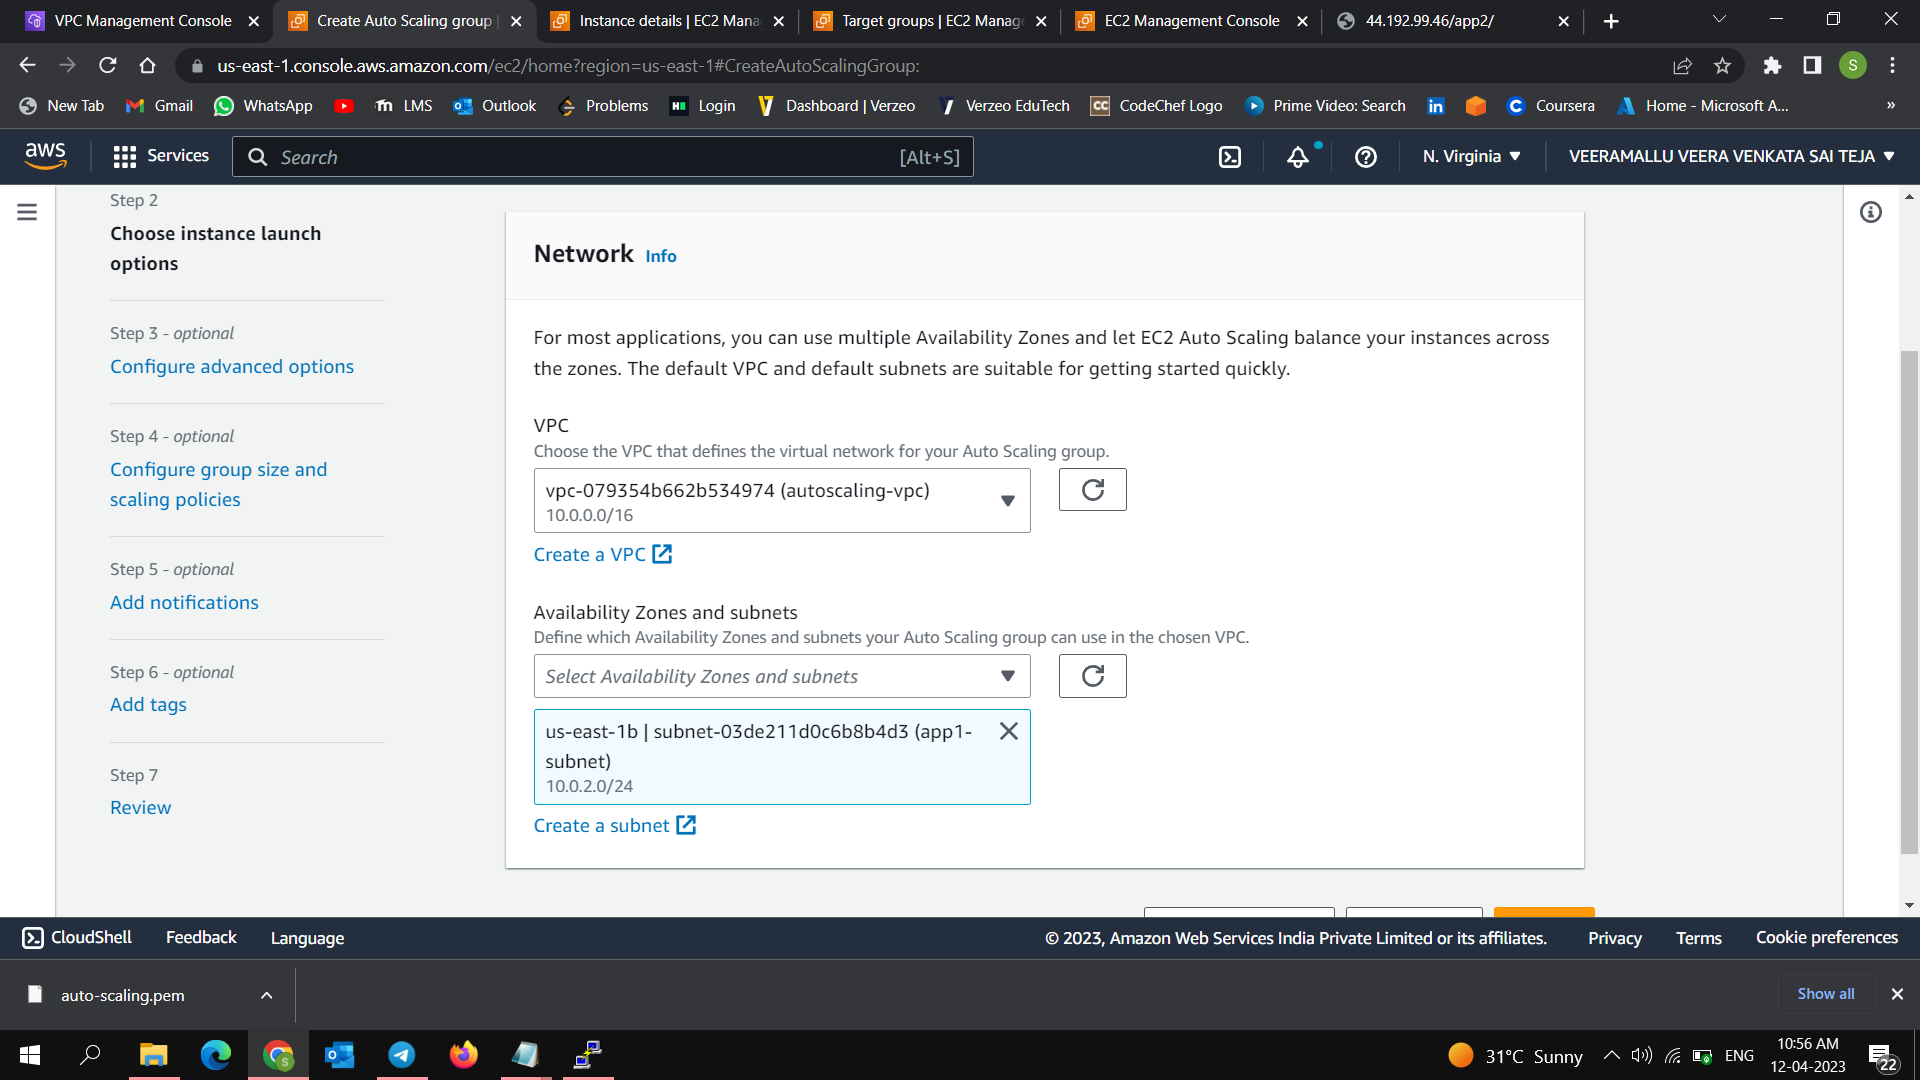 VPC Management Console
Create Auto Scaling group |
Instance details | EC2 Mana
Target groups | EC2 Manage
EC2 Management Console
44.192.99.46/app2/
us-east-1.console.aws.amazon.com/ec2/home?region=us-east-1#CreateAutoScalingGroup:
S
New Tab
Gmail
WhatsApp
LMS
Outlook
Problems
Login
Dashboard | Verzeo
Verzeo EduTech
CodeChef Logo
Prime Video: Search
Coursera
Home - Microsoft A...
»
aws
Services
Search
[Alt+S]
N. Virginia
VEERAMALLU VEERA VENKATA SAI TEJA
Step 2
Choose instance launch
options
Step 3 - optional
Configure advanced options
Step 4 - optional
Configure group size and
scaling policies
Step 5 - optional
Add notifications
Step 6 - optional
Add tags
Step 7
Review
Network Info
For most applications, you can use multiple Availability Zones and let EC2 Auto Scaling balance your instances across
the zones. The default VPC and default subnets are suitable for getting started quickly.
VPC
Choose the VPC that defines the virtual network for your Auto Scaling group.
vpc-079354b662b534974 (autoscaling-vpc)
10.0.0.0/16
Create a VPC
Availability Zones and subnets
Define which Availability Zones and subnets your Auto Scaling group can use in the chosen VPC.
Select Availability Zones and subnets
us-east-1b | subnet-03de211d0c6b8b4d3 (app1-
subnet)
10.0.2.0/24
Create a subnet
CloudShell
Feedback
Language
© 2023, Amazon Web Services India Private Limited or its affiliates.
Privacy
Terms
Cookie preferences
auto-scaling.pem
Show all
31°C Sunny
ENG
10:56 AM
12-04-2023
22